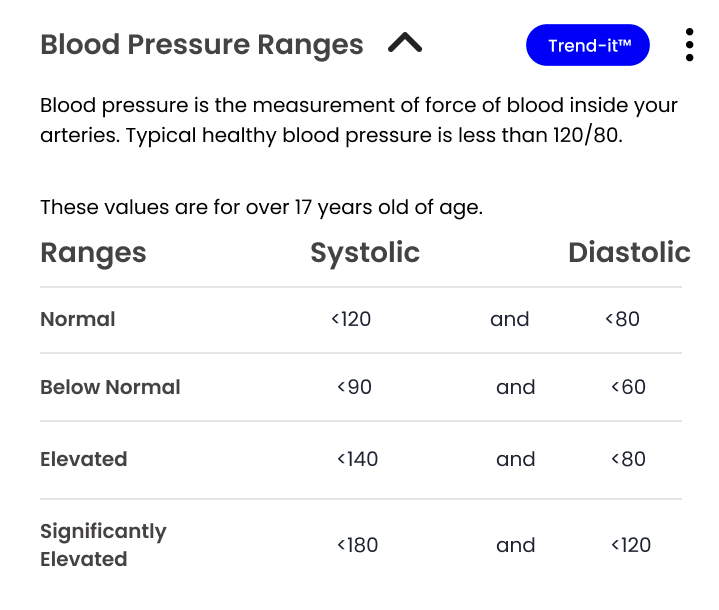 Blood Pressure Ranges Trend-it™
Blood pressure is the measurement of force of blood inside your
arteries. Typical healthy blood pressure is less than 120/80.
These values are for over 17 years old of age.
Ranges Systolic Diastolic
Normal <120 and <80
Below Normal <90 and <60
Elevated <140 and <80
Significantly
Elevated <180 and <120